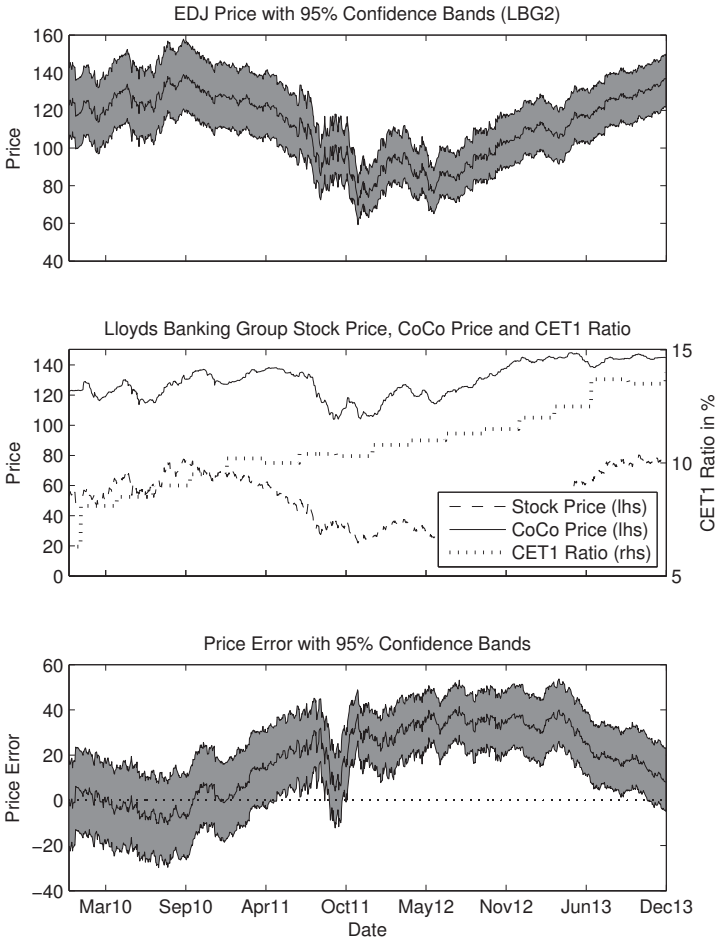 EDJ Price with 95% Confidence Bands (LBG2)
160
140
120
100
80
60
40
Price
Lloyds Banking Group Stock Price, CoCo Price and CET1 Ratio
140
120
100
80
60
40
20
0
Price
15
10
5
CET1 Ratio in %
Stock Price (lhs)
CoCo Price (lhs)
CET1 Ratio (rhs)
Price Error with 95% Confidence Bands
60
40
20
0
−20
−40
Price Error
Mar10 Sep10 Apr11 Oct11 May12 Nov12 Jun13 Dec13
Date